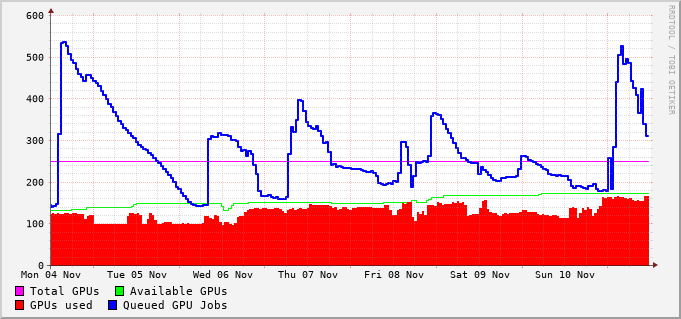 600
500
400
300
200
100
0
Mon 04 Nov Tue 05 Nov Wed 06 Nov Thu 07 Nov Fri 08 Nov Sat 09 Nov Sun 10 Nov
Total GPUs Available GPUs
GPUs used Queued GPU Jobs
RRDTOOL / TOBI OETIKER